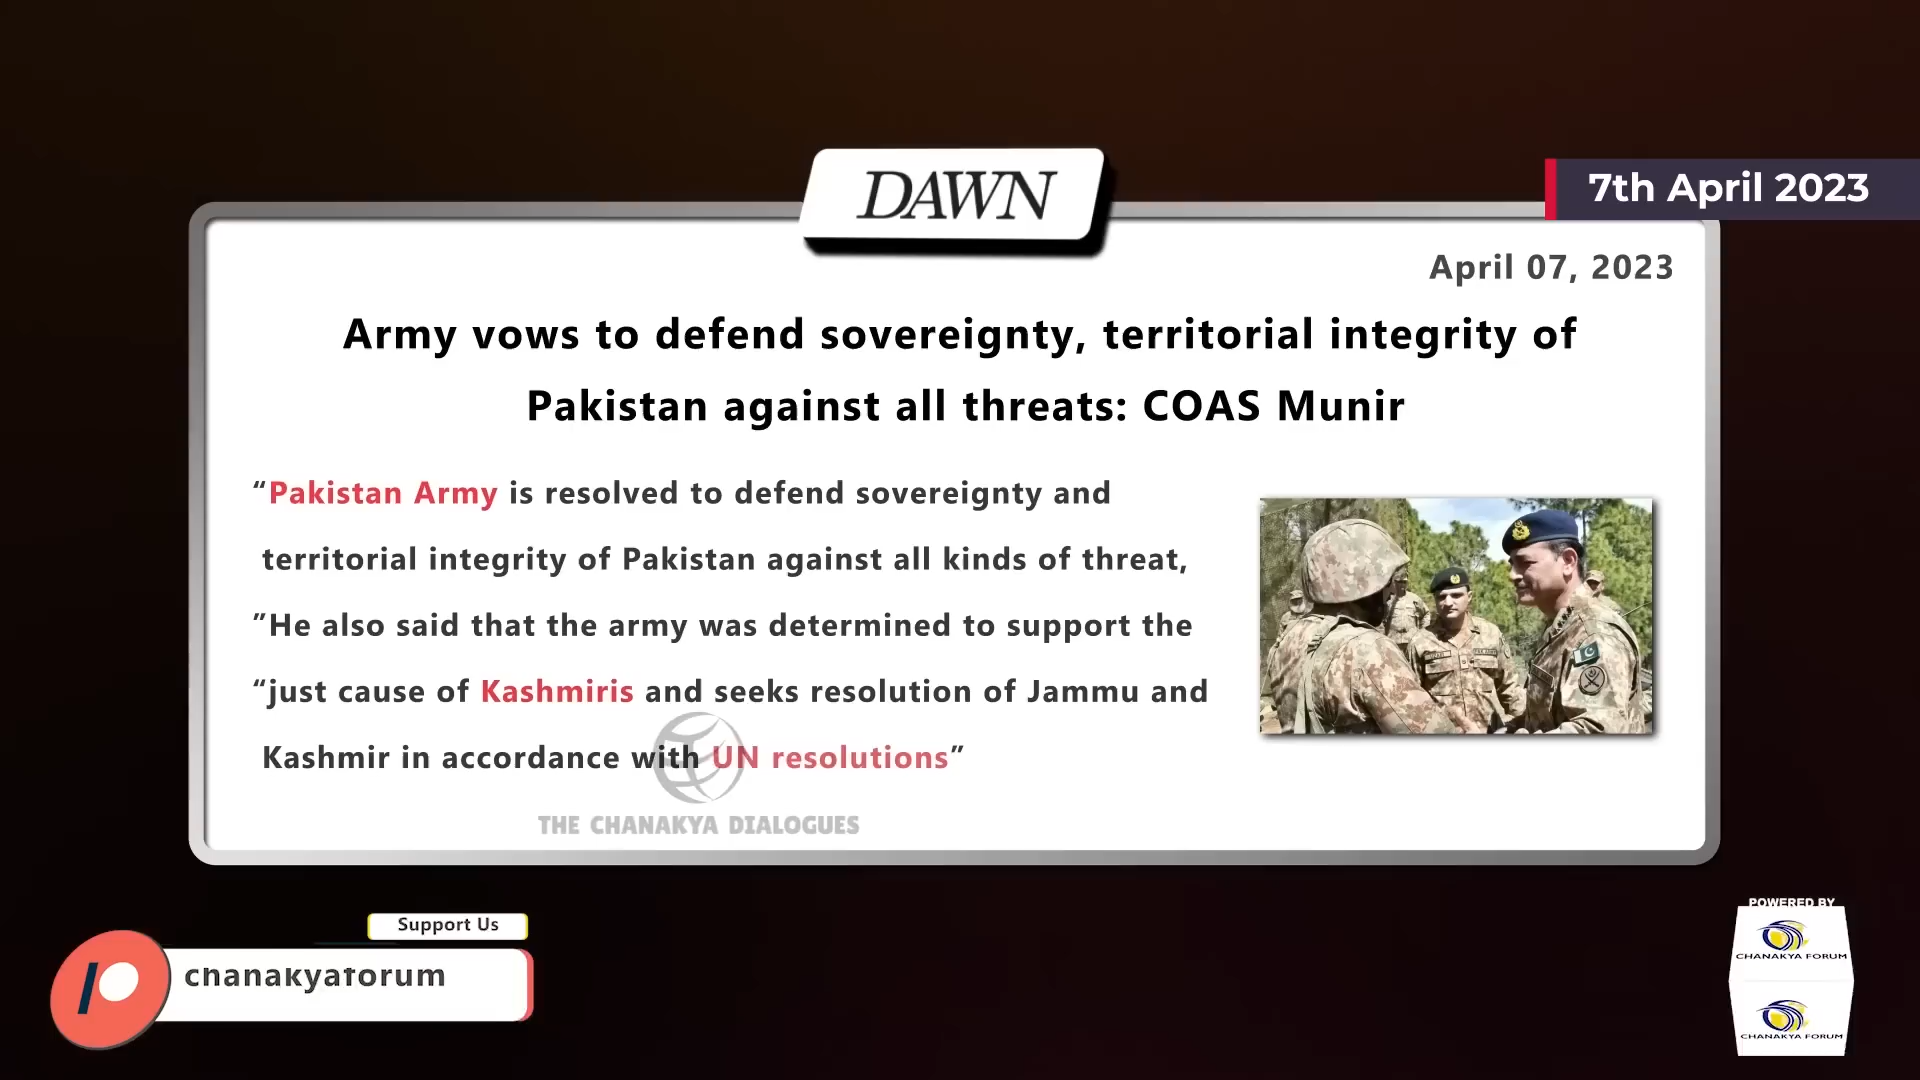 DAWN
7th April 2023
April 07, 2023
Army vows to defend sovereignty, territorial integrity of
Pakistan against all threats: COAS Munir
“Pakistan Army is resolved to defend sovereignty and
territorial integrity of Pakistan against all kinds of threat,
”He also said that the army was determined to support the
“just cause of Kashmiris and seeks resolution of Jammu and
Kashmir in accordance with UN resolutions”
THE CHANAKYA DIALOGUES
Support Us
chanakyaforum
POWERED BY
CHANAKYA FORUM
CHANAKYA FORUM